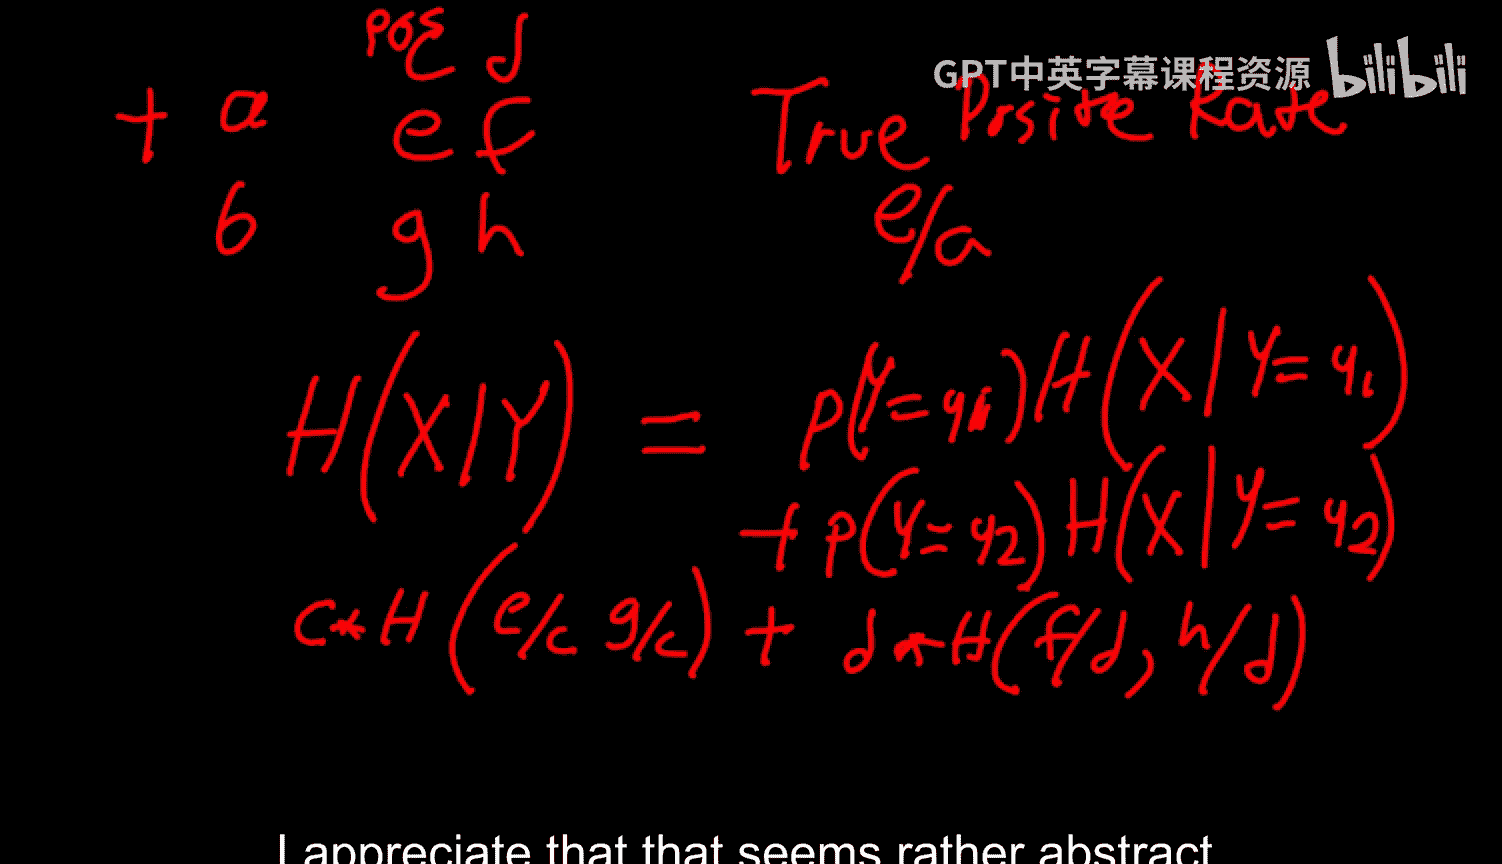 pos
c d
+ a e f
b g h
GPT中英字幕课程资源 bilibili
True Positive Rate
e/a
H(X|Y) = p(Y=y1)H(X|Y=y1)
+ p(Y=y2)H(X|Y=y2)
c*H(e/c g/c) + d*H(f/d, h/d)
I appreciate that that seems rather abstract